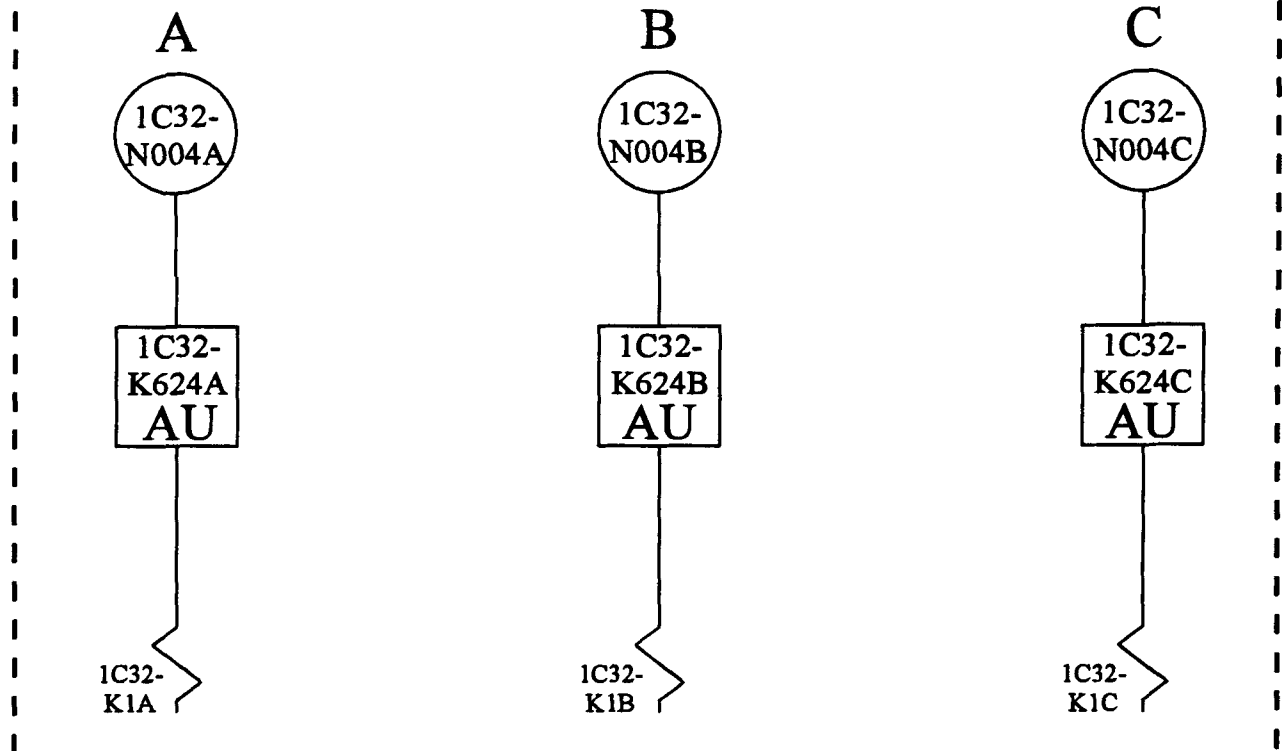 A
B
C
1C32-
N004A
1C32-
N004B
1C32-
N004C
1C32-
K624A
AU
1C32-
K624B
AU
1C32-
K624C
AU
1C32-
K1A
1C32-
K1B
1C32-
K1C